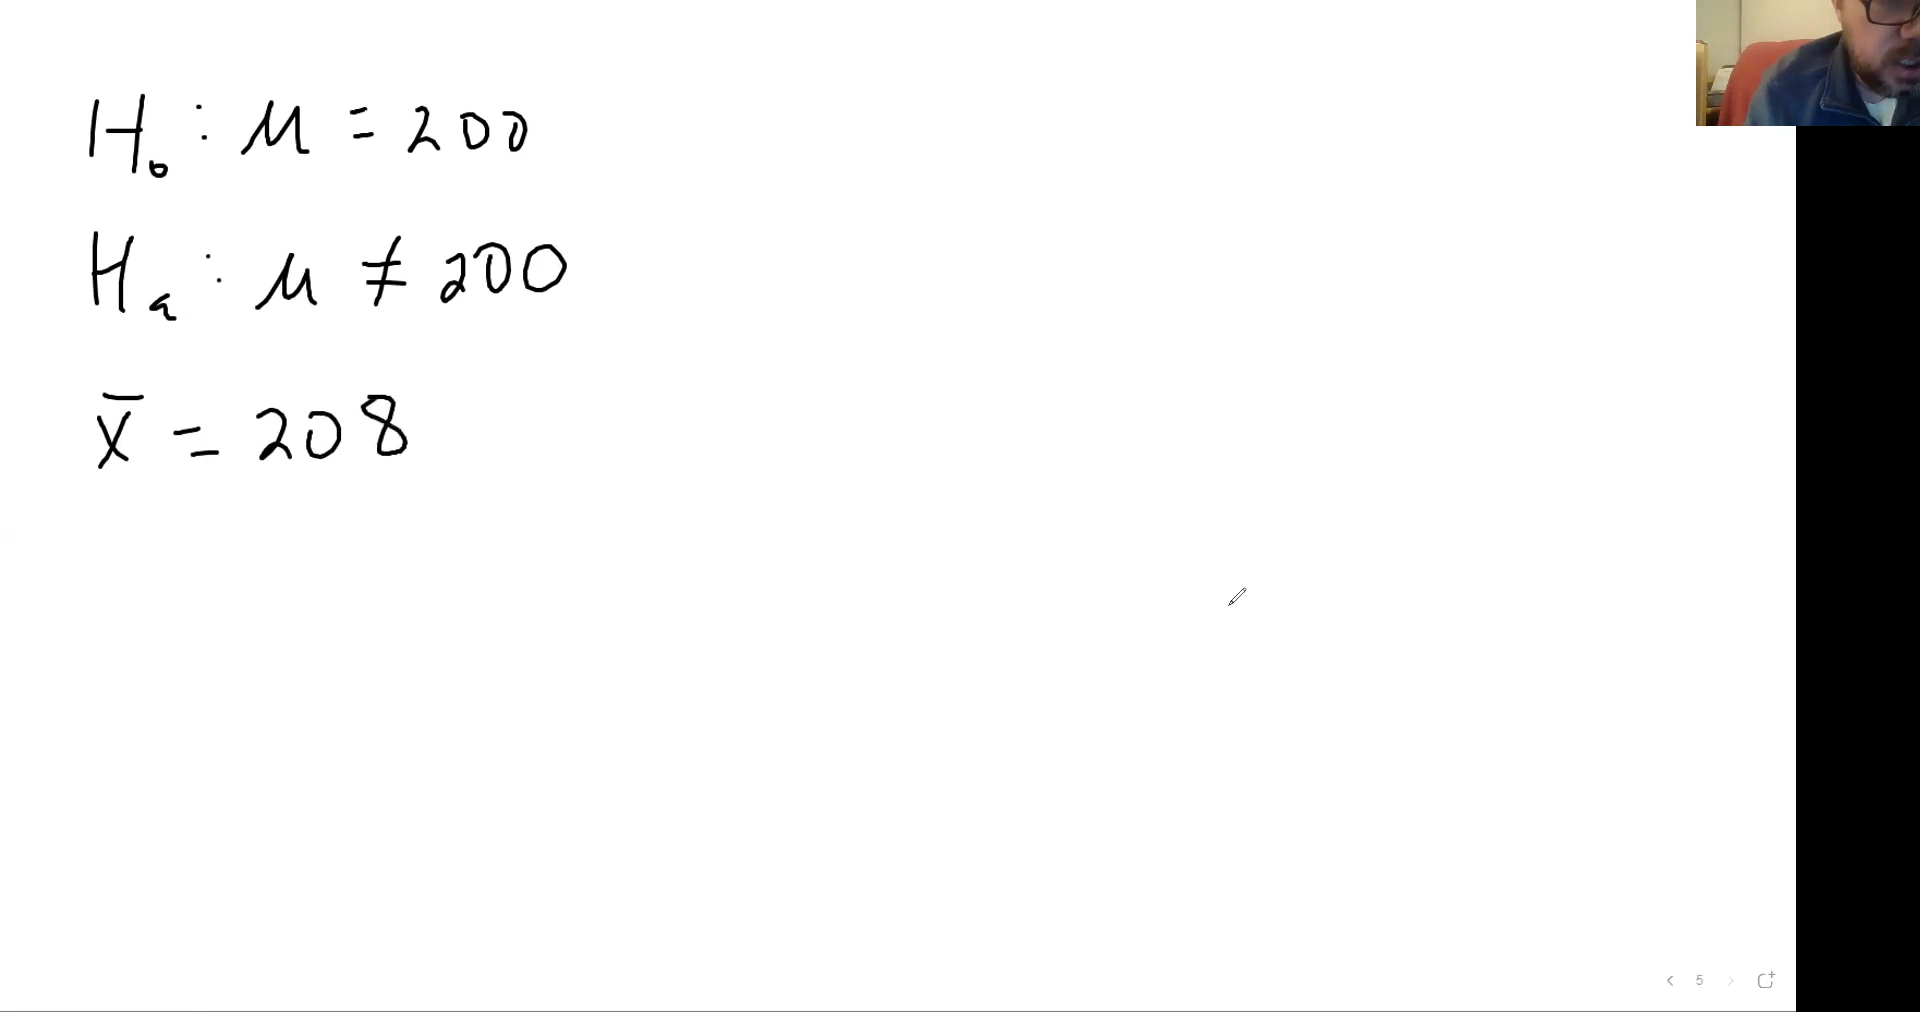 H₀ : μ = 200
Hₐ : μ ≠ 200
x̄ = 208
5